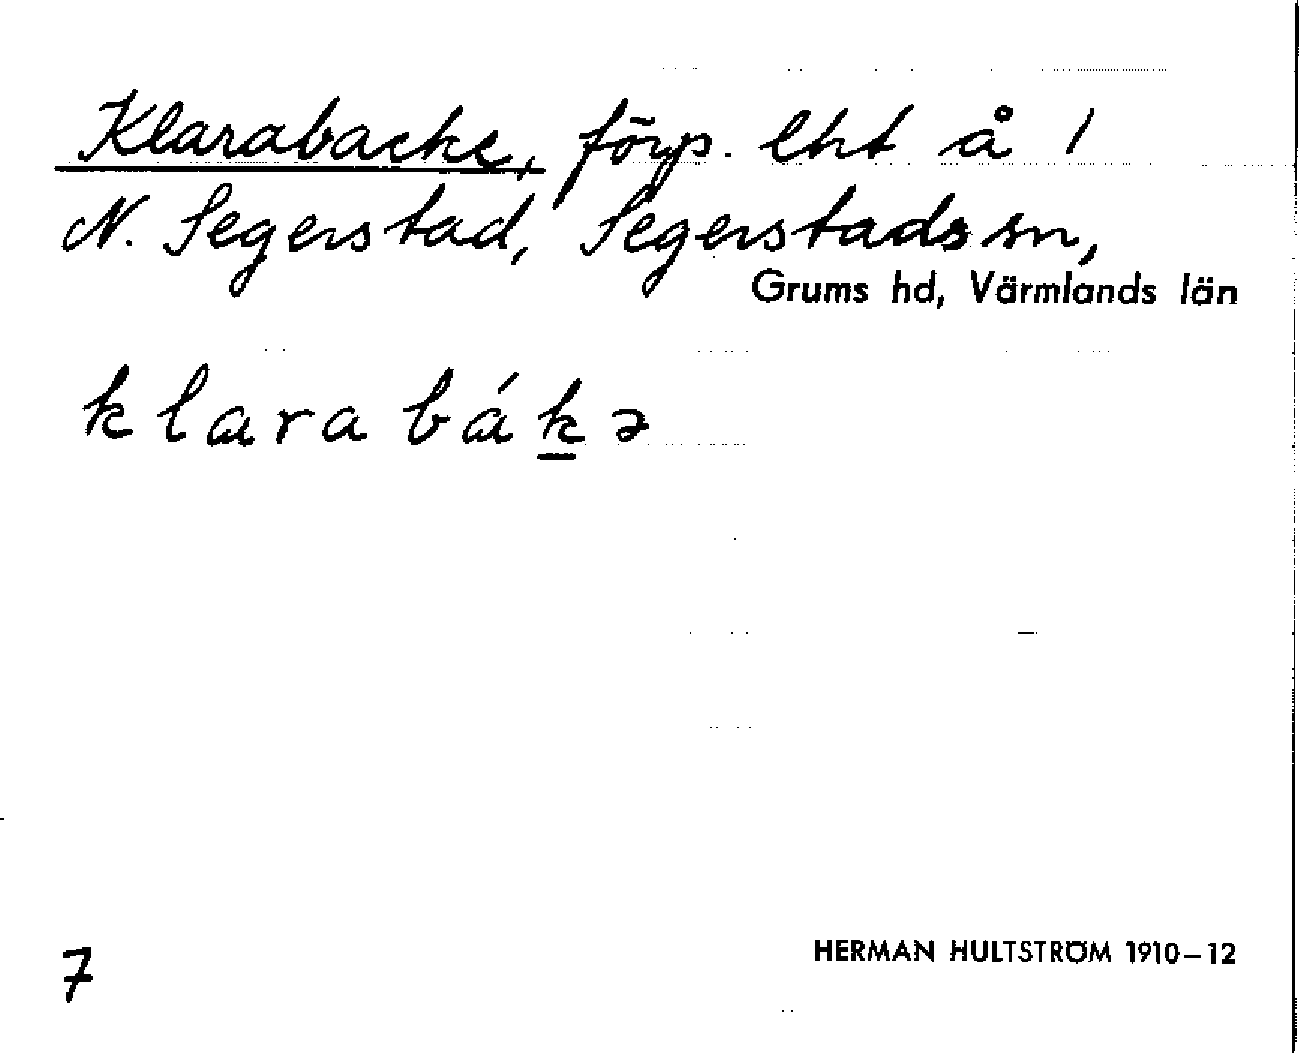 Klarabacke, förp. lht å 1
N. Segerstad, Segerstads sn,
Grums hd, Värmlands län
klarabákə
7
HERMAN HULTSTRÖM 1910–12